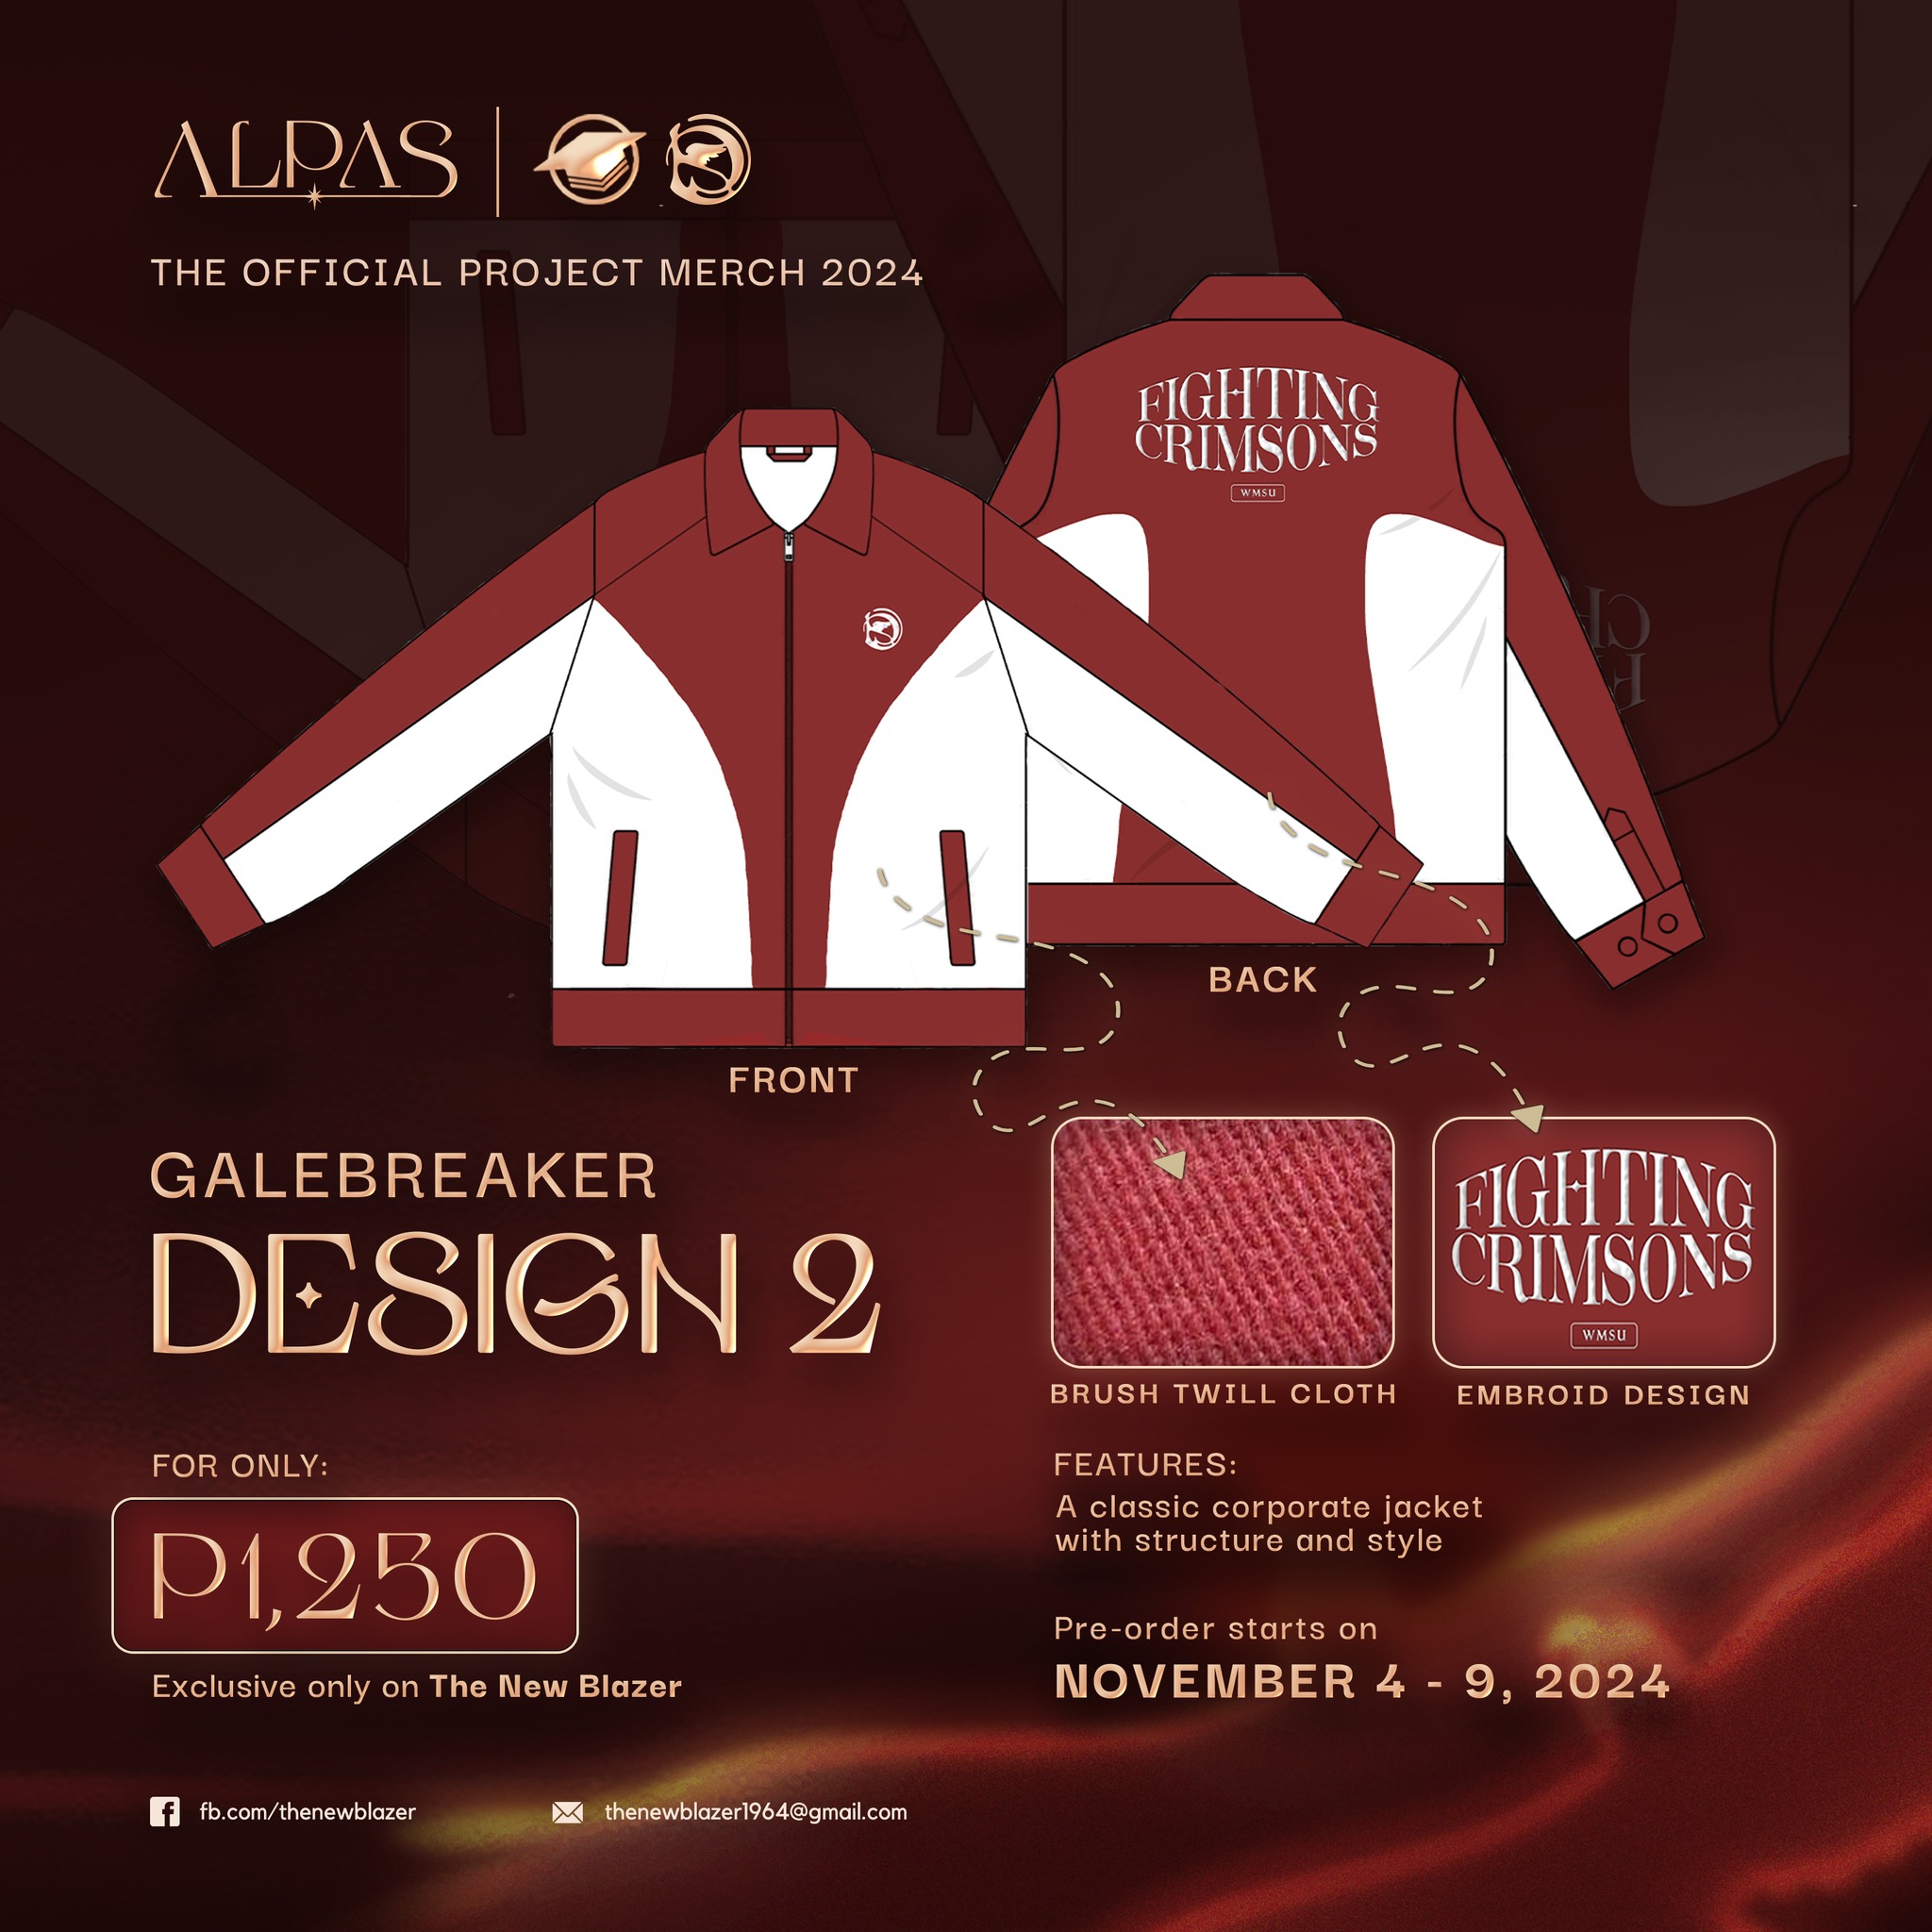 ALPAS
THE OFFICIAL PROJECT MERCH 2024
FIGHTING
CRIMSONS
WMSU
BACK
FRONT
GALEBREAKER
DESIGN 2
FIGHTING
CRIMSONS
WMSU
BRUSH TWILL CLOTH
EMBROID DESIGN
FOR ONLY:
P1,250
Exclusive only on The New Blazer
FEATURES:
A classic corporate jacket
with structure and style
Pre-order starts on
NOVEMBER 4 - 9, 2024
fb.com/thenewblazer
thenewblazer1964@gmail.com